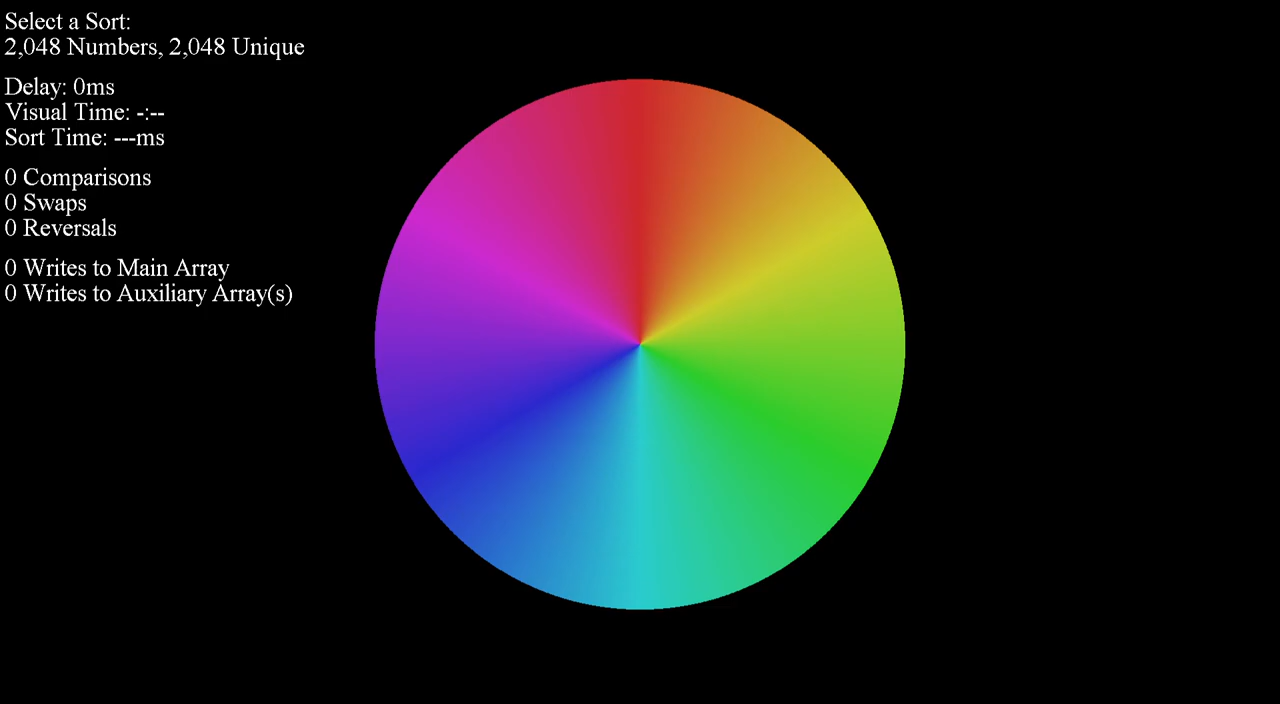 Select a Sort:
2,048 Numbers, 2,048 Unique
Delay: 0ms
Visual Time: -:--
Sort Time: ---ms
0 Comparisons
0 Swaps
0 Reversals
0 Writes to Main Array
0 Writes to Auxiliary Array(s)